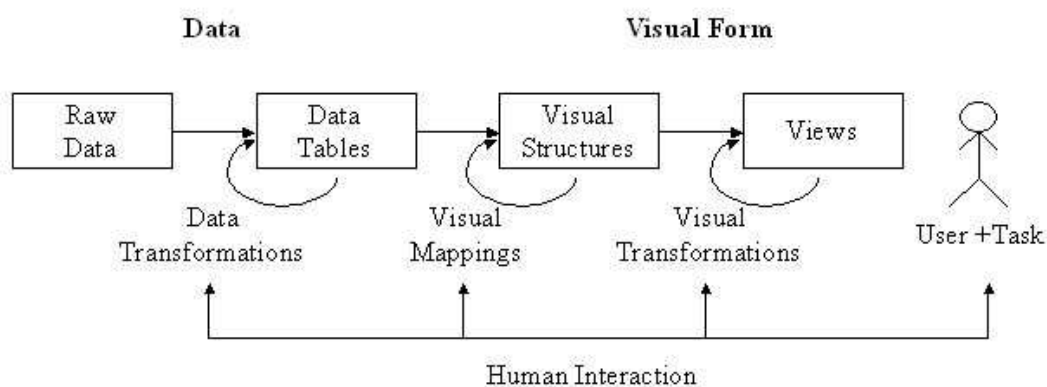 Data
Visual Form
Raw
Data
Data
Tables
Visual
Structures
Views
Data
Transformations
Visual
Mappings
Visual
Transformations
User +Task
Human Interaction